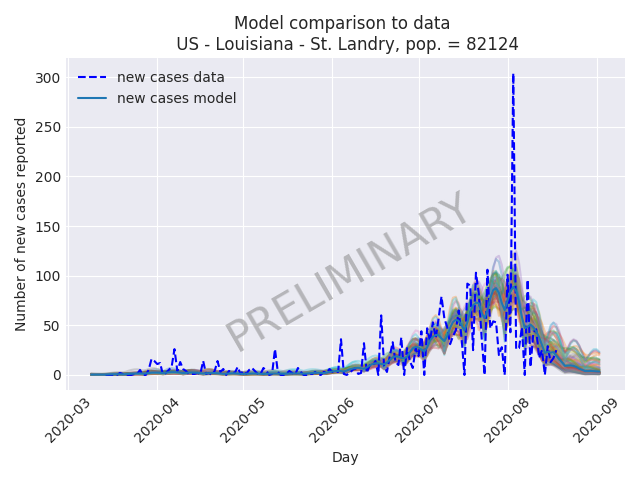 Model comparison to data
US - Louisiana - St. Landry, pop. = 82124
new cases data
new cases model
300
250
200
150
100
50
0
Number of new cases reported
PRELIMINARY
2020-03
2020-04
2020-05
2020-06
2020-07
2020-08
2020-09
Day